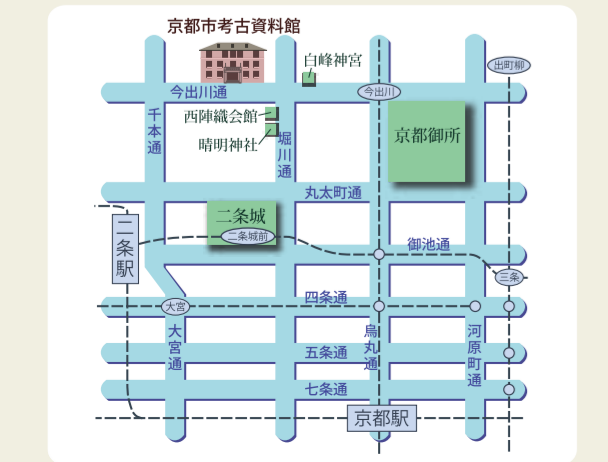 京都市考古資料館
白峰神宮
出町柳
今出川通
今出川
千本通
西陣織会館
晴明神社
堀川通
京都御所
丸太町通
二条城
二条城前
二条駅
御池通
三条
四条通
大宮
大宮通
烏丸通
河原町通
五条通
七条通
京都駅